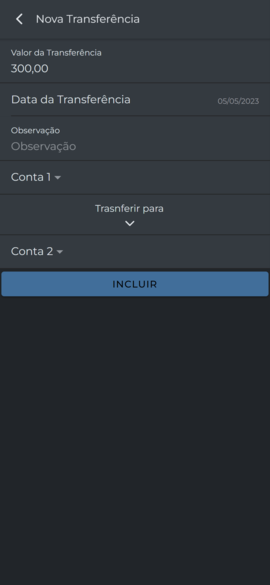 Nova Transferência
Valor da Transferência
300,00
Data da Transferência 05/05/2023
Observação
Observação
Conta 1
Trasnferir para
Conta 2
INCLUIR